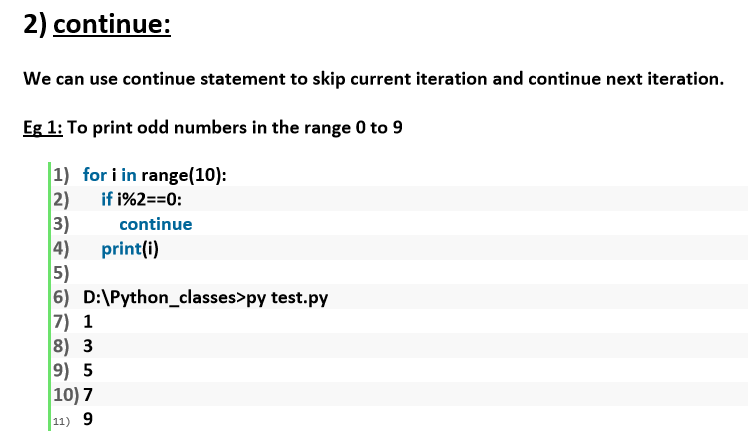 2) continue:
We can use continue statement to skip current iteration and continue next iteration.
Eg 1: To print odd numbers in the range 0 to 9
1) for i in range(10):
2) if i%2==0:
3) continue
4) print(i)
5)
6) D:\Python_classes>py test.py
7) 1
8) 3
9) 5
10) 7
11) 9